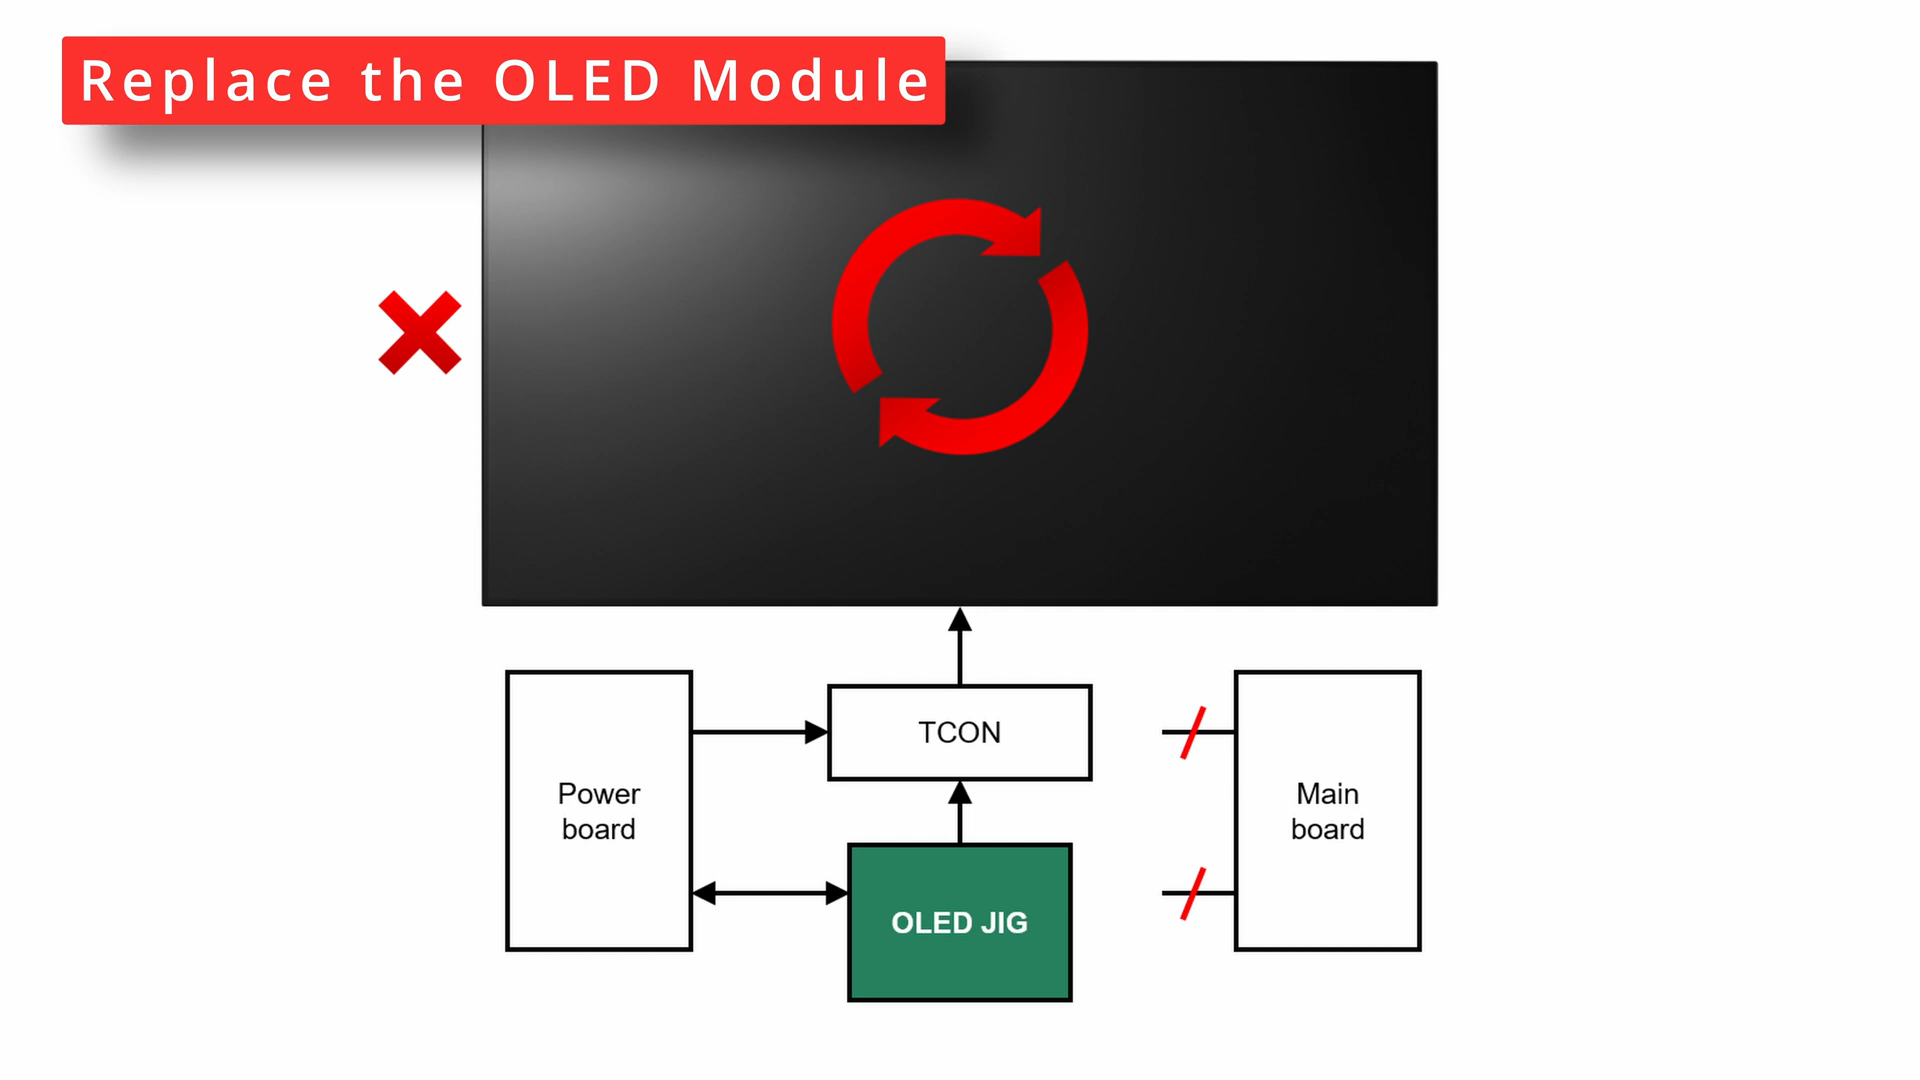 Replace the OLED Module
TCON
Power
board
Main
board
OLED JIG